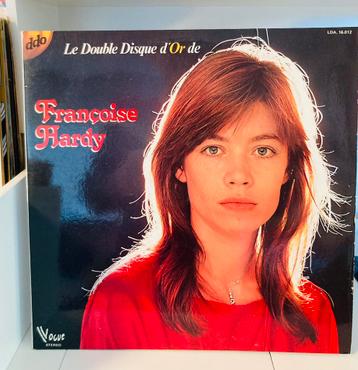 ddo
LDA. 16.012
Le Double Disque d'Or de
Françoise
Hardy
Vogue
STEREO